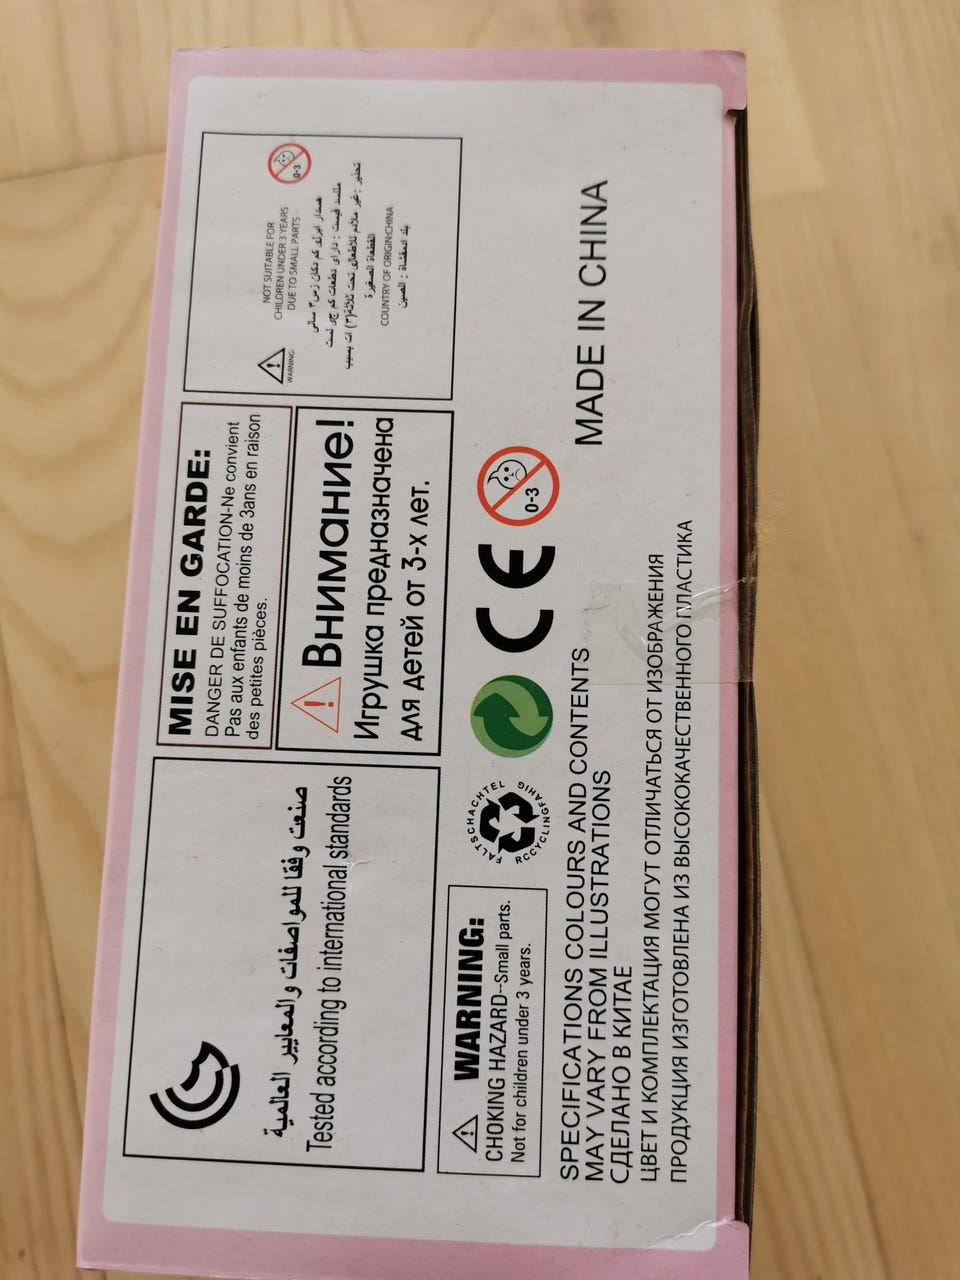 صنعت وفقا للمواصفات والمعايير العالمية
Tested according to international standards
MISE EN GARDE:
DANGER DE SUFFOCATION-Ne convient
Pas aux enfants de moins de 3ans en raison
des petites pièces.
Внимание!
Игрушка предназначена
для детей от 3-х лет.
WARNING:
NOT SUITABLE FOR
CHILDREN UNDER 3 YEARS
DUE TO SMALL PARTS
0-3
COUNTRY OF ORIGIN:CHINA
WARNING:
CHOKING HAZARD--Small parts.
Not for children under 3 years.
FALTSCHACHTEL
RCCYCLINGFAHIG
CE
0-3
SPECIFICATIONS COLOURS AND CONTENTS
MAY VARY FROM ILLUSTRATIONS
MADE IN CHINA
СДЕЛАНО В КИТАЕ
ЦВЕТ И КОМПЛЕКТАЦИЯ МОГУТ ОТЛИЧАТЬСЯ ОТ ИЗОБРАЖЕНИЯ
ПРОДУКЦИЯ ИЗГОТОВЛЕНА ИЗ ВЫСОКОКАЧЕСТВЕННОГО ПЛАСТИКА